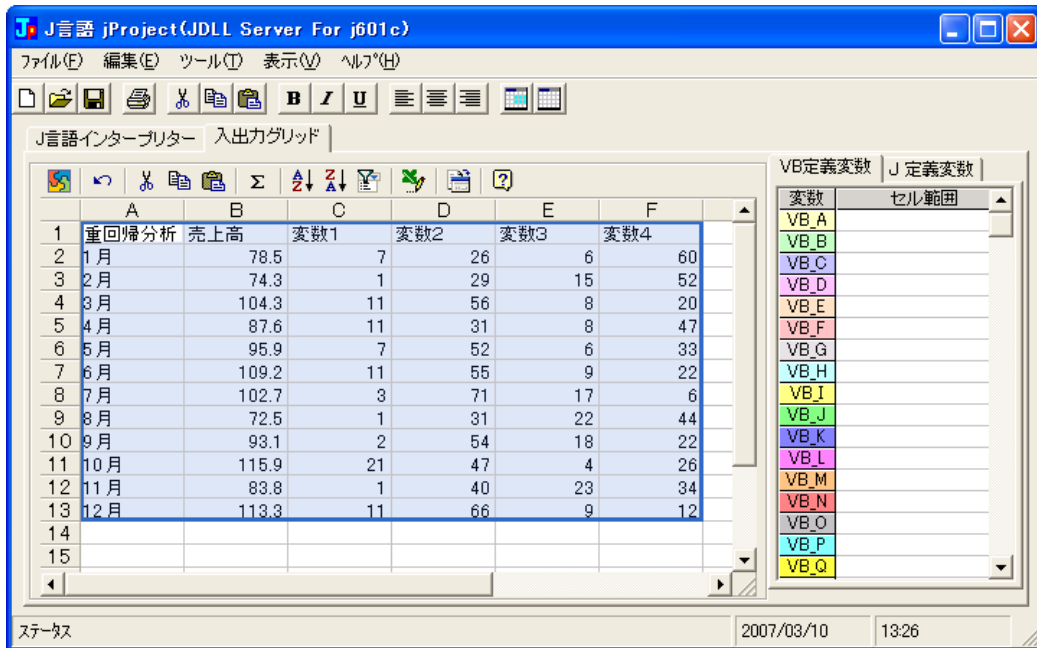 J言語 jProject(JDLL Server For j601c)
ファイル(F) 編集(E) ツール(T) 表示(V) ヘルプ(H)
B I U
J言語インタープリター 入出力グリッド
VB定義変数 J 定義変数
変数 セル範囲
A B C D E F
1 重回帰分析 売上高 変数1 変数2 変数3 変数4
2 1月 78.5 7 26 6 60
3 2月 74.3 1 29 15 52
4 3月 104.3 11 56 8 20
5 4月 87.6 11 31 8 47
6 5月 95.9 7 52 6 33
7 6月 109.2 11 55 9 22
8 7月 102.7 3 71 17 6
9 8月 72.5 1 31 22 44
10 9月 93.1 2 54 18 22
11 10月 115.9 21 47 4 26
12 11月 83.8 1 40 23 34
13 12月 113.3 11 66 9 12
14
15
VB_A
VB_B
VB_C
VB_D
VB_E
VB_F
VB_G
VB_H
VB_I
VB_J
VB_K
VB_L
VB_M
VB_N
VB_O
VB_P
VB_Q
ステータス 2007/03/10 13:26